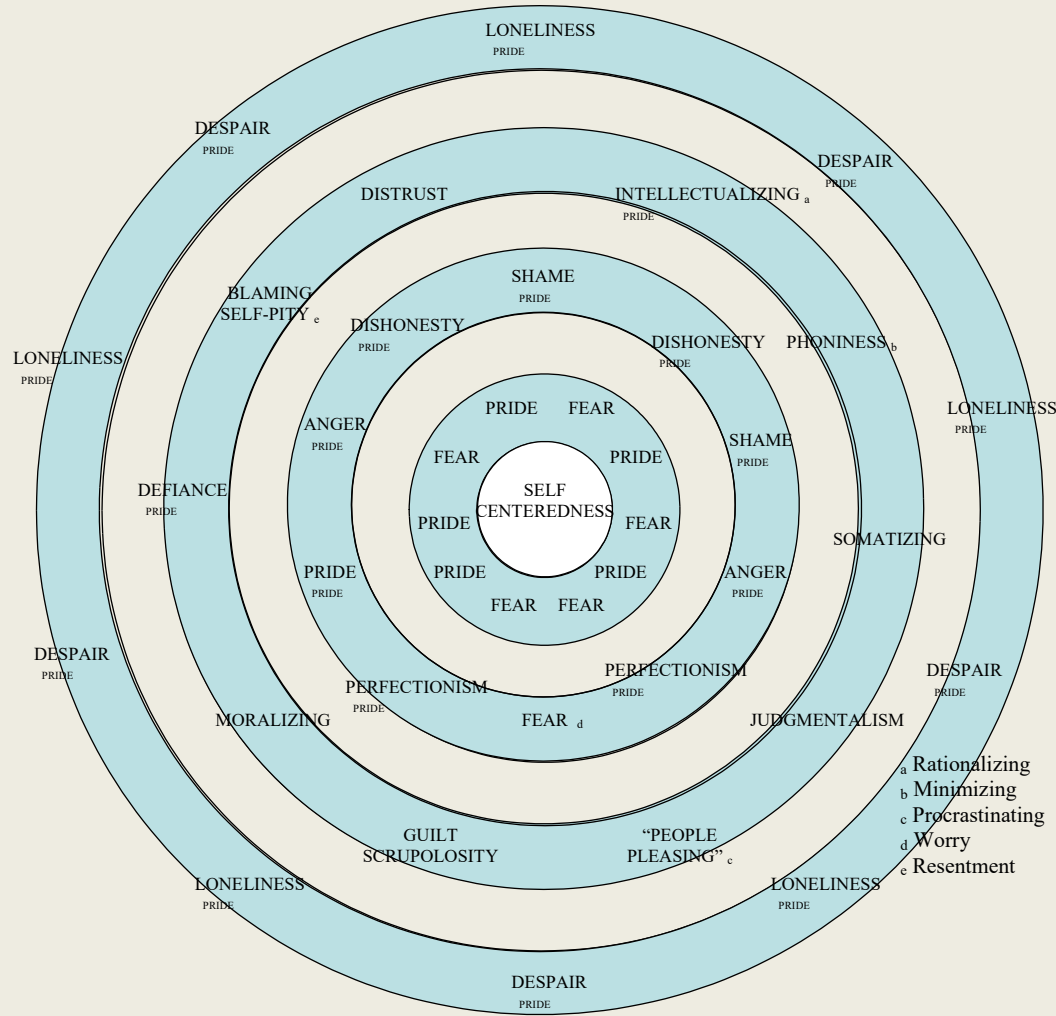 LONELINESS
PRIDE
DESPAIR
PRIDE
DESPAIR
PRIDE
DISTRUST
INTELLECTUALIZING a
PRIDE
SHAME
PRIDE
BLAMING
SELF-PITY e
DISHONESTY
PRIDE
DISHONESTY
PRIDE
PHONINESS b
LONELINESS
PRIDE
PRIDE FEAR
LONELINESS
PRIDE
ANGER
PRIDE
SHAME
PRIDE
FEAR
PRIDE
DEFIANCE
PRIDE
SELF
CENTEREDNESS
PRIDE
FEAR
SOMATIZING
PRIDE
PRIDE
PRIDE
PRIDE
ANGER
PRIDE
FEAR FEAR
DESPAIR
PRIDE
PERFECTIONISM
PRIDE
PERFECTIONISM
PRIDE
DESPAIR
PRIDE
MORALIZING
FEAR d
JUDGMENTALISM
a Rationalizing
b Minimizing
c Procrastinating
d Worry
e Resentment
GUILT
SCRUPOLOSITY
“PEOPLE
PLEASING” c
LONELINESS
PRIDE
LONELINESS
PRIDE
DESPAIR
PRIDE